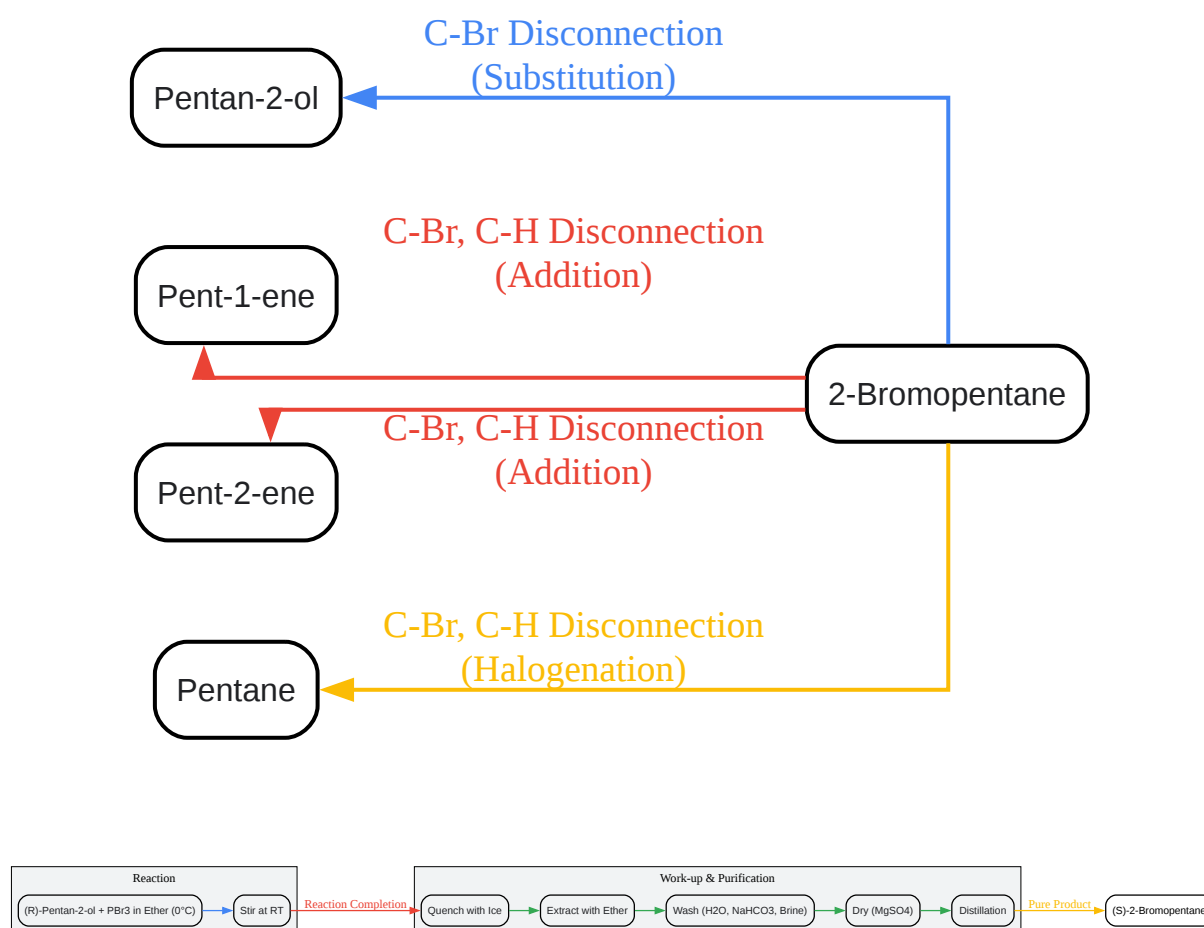 C-Br Disconnection
(Substitution)
Pentan-2-ol
C-Br, C-H Disconnection
(Addition)
Pent-1-ene
2-Bromopentane
C-Br, C-H Disconnection
(Addition)
Pent-2-ene
C-Br, C-H Disconnection
(Halogenation)
Pentane
Reaction
Work-up & Purification
(R)-Pentan-2-ol + PBr3 in Ether (0°C)
Stir at RT
Reaction Completion
Quench with Ice
Extract with Ether
Wash (H2O, NaHCO3, Brine)
Dry (MgSO4)
Distillation
Pure Product
(S)-2-Bromopentane